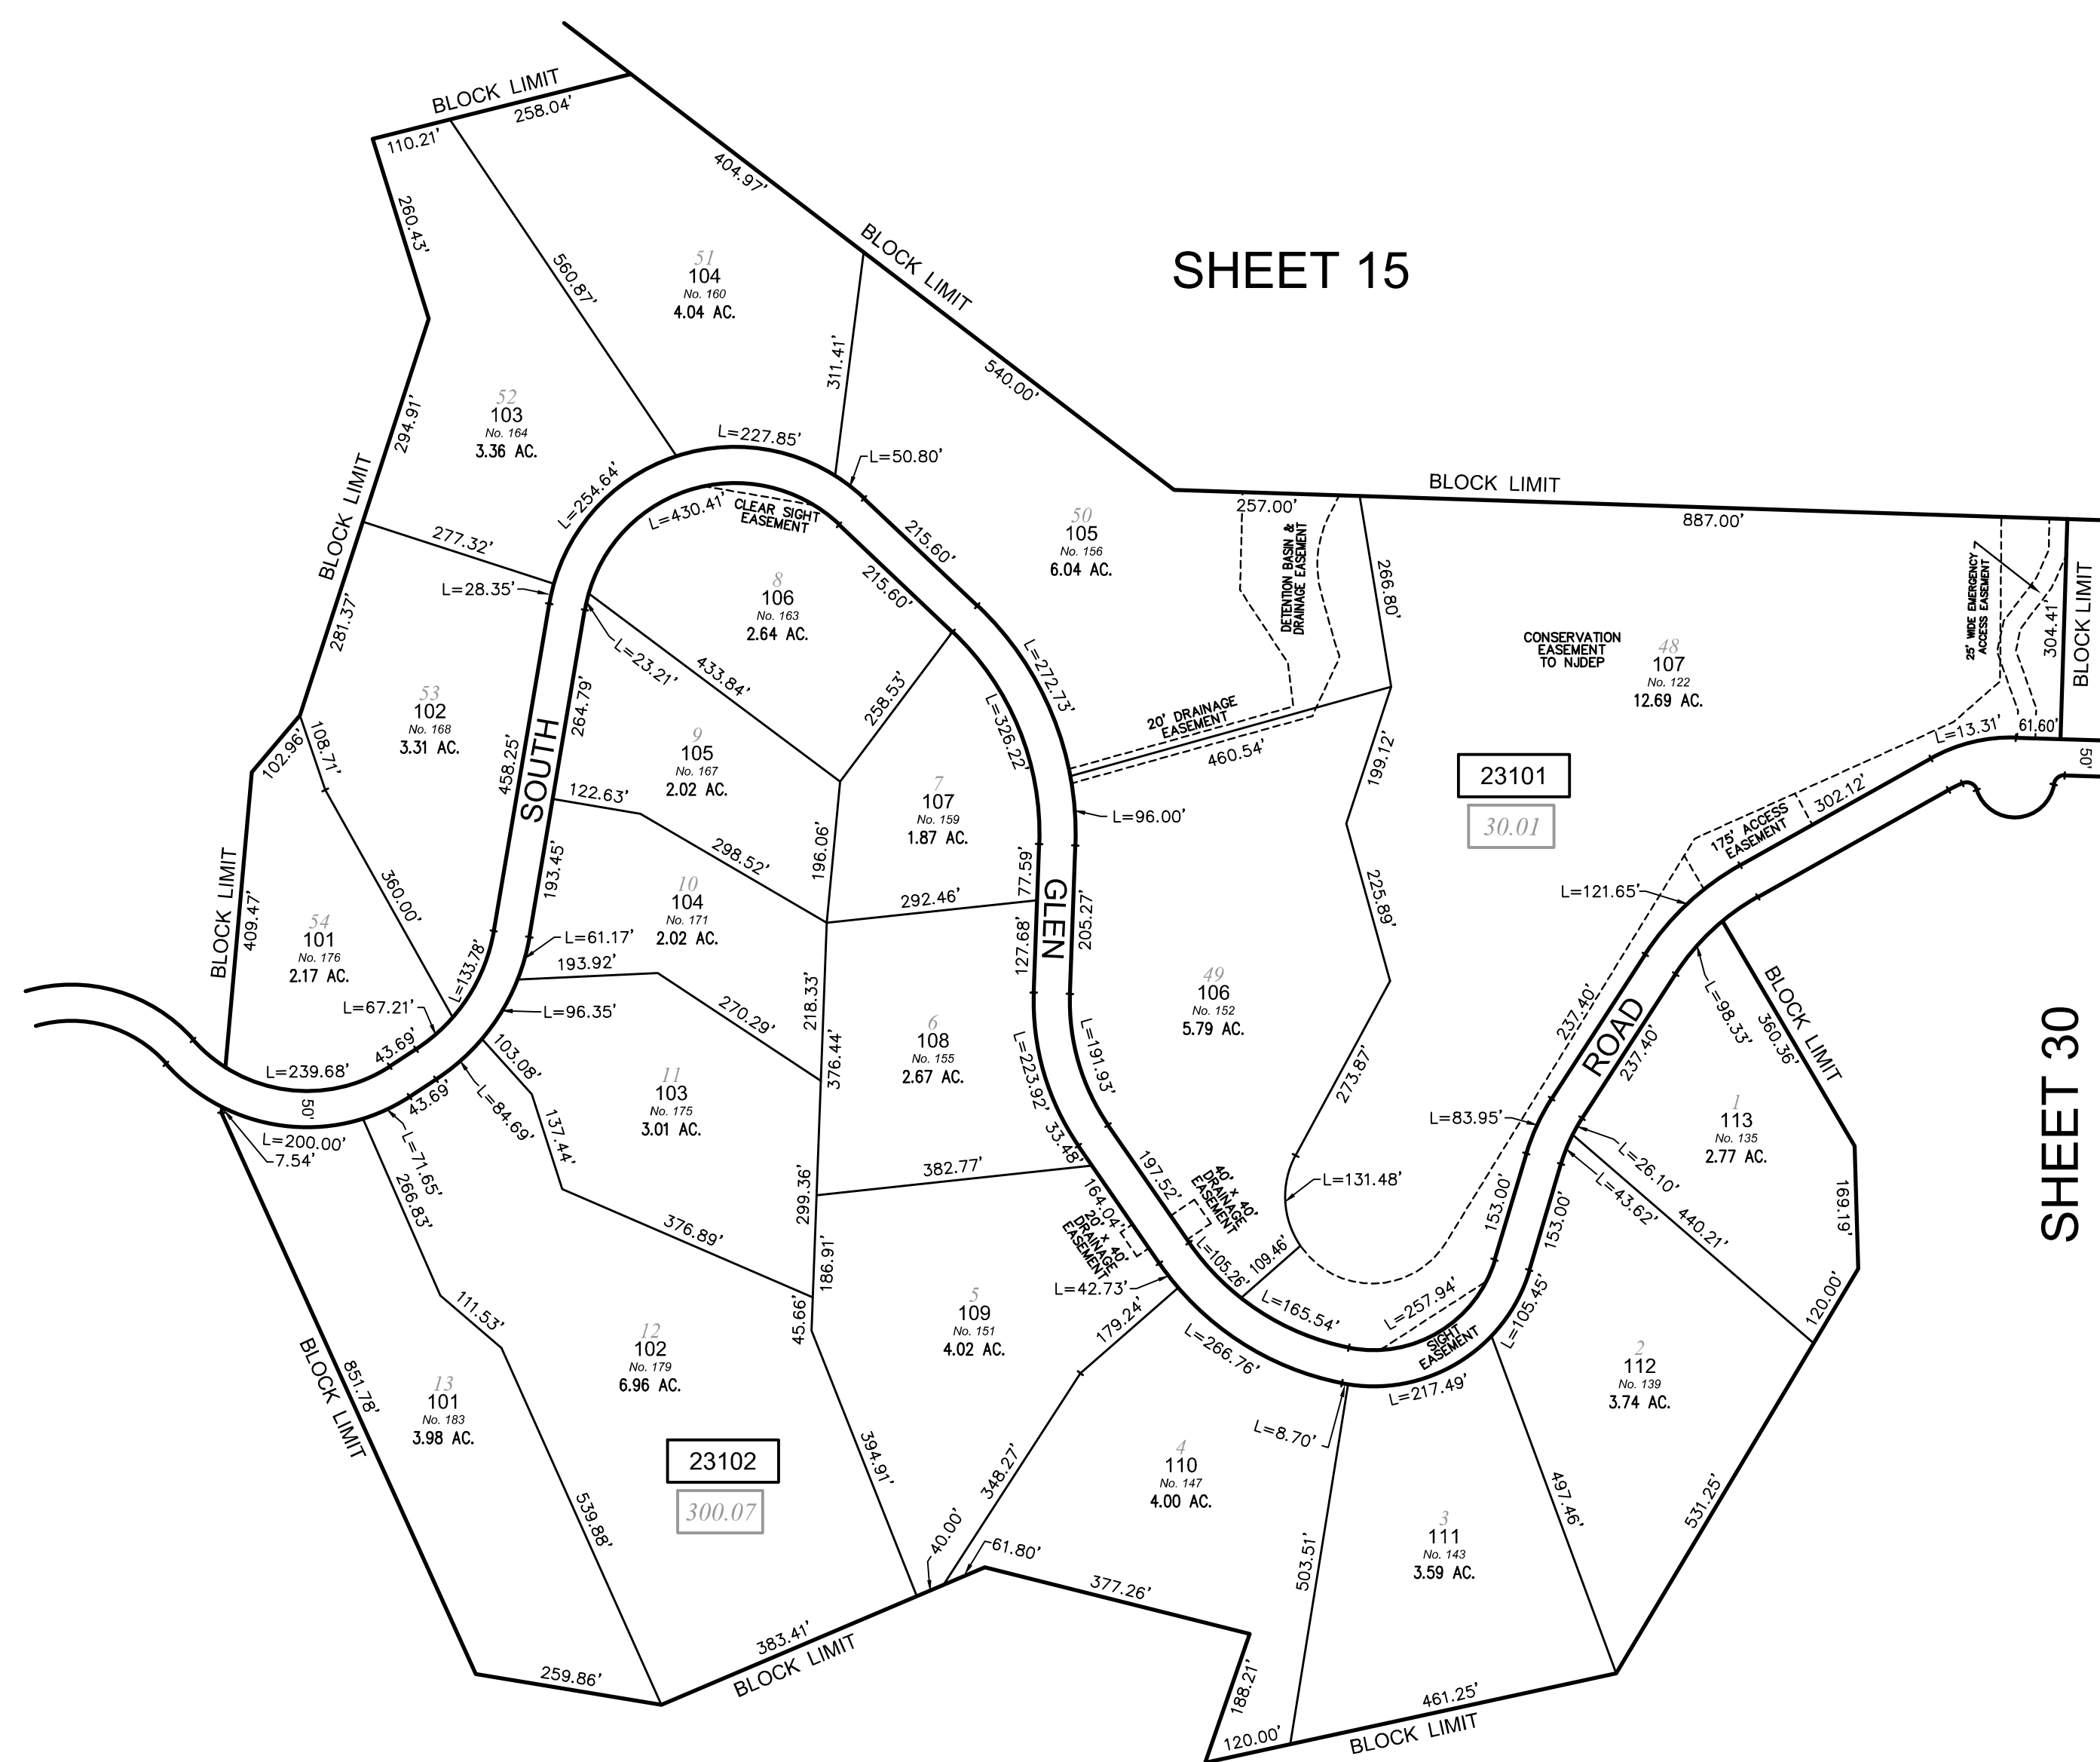 BLOCK LIMIT
258.04'
110.21'
404.97'
260.43'
BLOCK LIMIT
SHEET 15
560.87'
51
104
No. 160
4.04 AC.
311.41'
540.00'
52
103
No. 164
3.36 AC.
294.91'
BLOCK LIMIT
L=227.85'
L=50.80'
L=254.64'
L=430.41'
CLEAR SIGHT
EASEMENT
277.32'
L=28.35'
281.37'
215.60'
215.60'
50
105
No. 156
6.04 AC.
BLOCK LIMIT
257.00'
887.00'
DETENTION BASIN &
DRAINAGE EASEMENT
266.80'
25' WIDE EMERGENCY
ACCESS EASEMENT
304.41'
BLOCK LIMIT
CONSERVATION
EASEMENT
TO NJDEP
48
107
No. 122
12.69 AC.
8
106
No. 163
2.64 AC.
L=23.21'
433.84'
258.53'
L=272.73'
L=326.22'
20' DRAINAGE
EASEMENT
460.54'
199.12'
L=13.31'
61.60'
50'
53
102
No. 168
3.31 AC.
108.71'
102.96'
264.79'
458.25'
SOUTH
9
105
No. 167
2.02 AC.
122.63'
298.52'
196.06'
7
107
No. 159
1.87 AC.
L=96.00'
23101
30.01
302.12'
175' ACCESS
EASEMENT
L=121.65'
BLOCK LIMIT
409.47'
360.00'
193.45'
10
104
No. 171
2.02 AC.
292.46'
77.59'
127.68'
GLEN
205.27'
225.89'
54
101
No. 176
2.17 AC.
L=133.78'
L=61.17'
193.92'
L=67.21'
L=96.35'
270.29'
218.33'
376.44'
6
108
No. 155
2.67 AC.
49
106
No. 152
5.79 AC.
237.40'
ROAD
237.40'
L=98.33'
BLOCK LIMIT
360.36'
SHEET 30
L=239.68'
43.69'
50'
L=200.00'
7.54'
43.69'
L=84.69'
L=71.65'
103.08'
137.44'
11
103
No. 175
3.01 AC.
L=223.92'
L=191.93'
33.48'
273.87'
L=83.95'
L=26.10'
L=43.62'
1
113
No. 135
2.77 AC.
169.19'
266.83'
376.89'
299.36'
382.77'
197.52'
164.04'
40' x 40'
DRAINAGE
EASEMENT
20' x 40'
DRAINAGE
EASEMENT
L=131.48'
153.00'
153.00'
440.21'
120.00'
111.53'
186.91'
45.66'
L=42.73'
L=105.26'
109.46'
L=165.54'
L=257.94'
SIGHT
EASEMENT
L=105.45'
5
109
No. 151
4.02 AC.
179.24'
L=266.76'
L=217.49'
L=8.70'
2
112
No. 139
3.74 AC.
851.78'
BLOCK LIMIT
13
101
No. 183
3.98 AC.
12
102
No. 179
6.96 AC.
23102
300.07
394.91'
348.27'
4
110
No. 147
4.00 AC.
497.46'
531.25'
539.88'
40.00'
61.80'
3
111
No. 143
3.59 AC.
503.51'
377.26'
259.86'
383.41'
BLOCK LIMIT
188.21'
461.25'
120.00'
BLOCK LIMIT